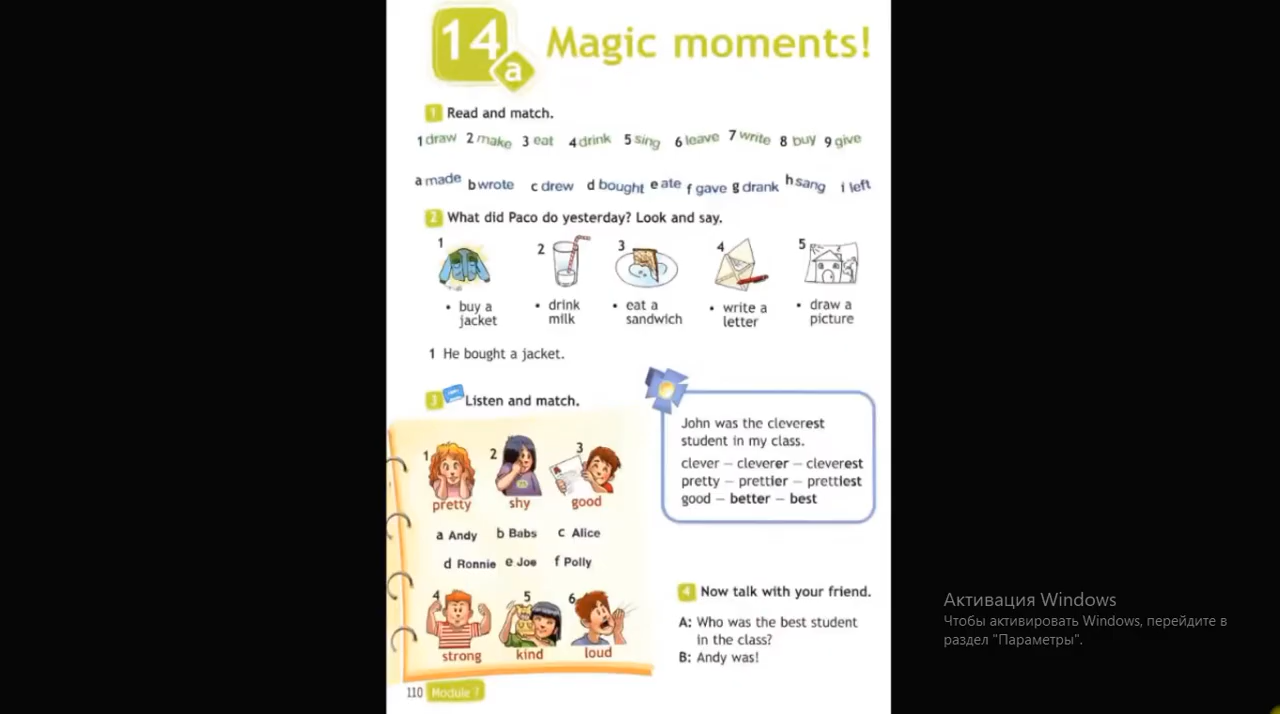 14 a Magic moments!
1 Read and match.
1 draw 2 make 3 eat 4 drink 5 sing 6 leave 7 write 8 buy 9 give
a made b wrote c drew d bought e ate f gave g drank h sang i left
2 What did Paco do yesterday? Look and say.
1 2 3 4 5
• buy a jacket
• drink milk
• eat a sandwich
• write a letter
• draw a picture
1 He bought a jacket.
3 Listen and match.
1 2 3
pretty shy good
a Andy b Babs c Alice
d Ronnie e Joe f Polly
4 5 6
strong kind loud
John was the cleverest
student in my class.
clever – cleverer – cleverest
pretty – prettier – prettiest
good – better – best
4 Now talk with your friend.
A: Who was the best student
in the class?
B: Andy was!
110 Module 7
Активация Windows
Чтобы активировать Windows, перейдите в
раздел "Параметры".